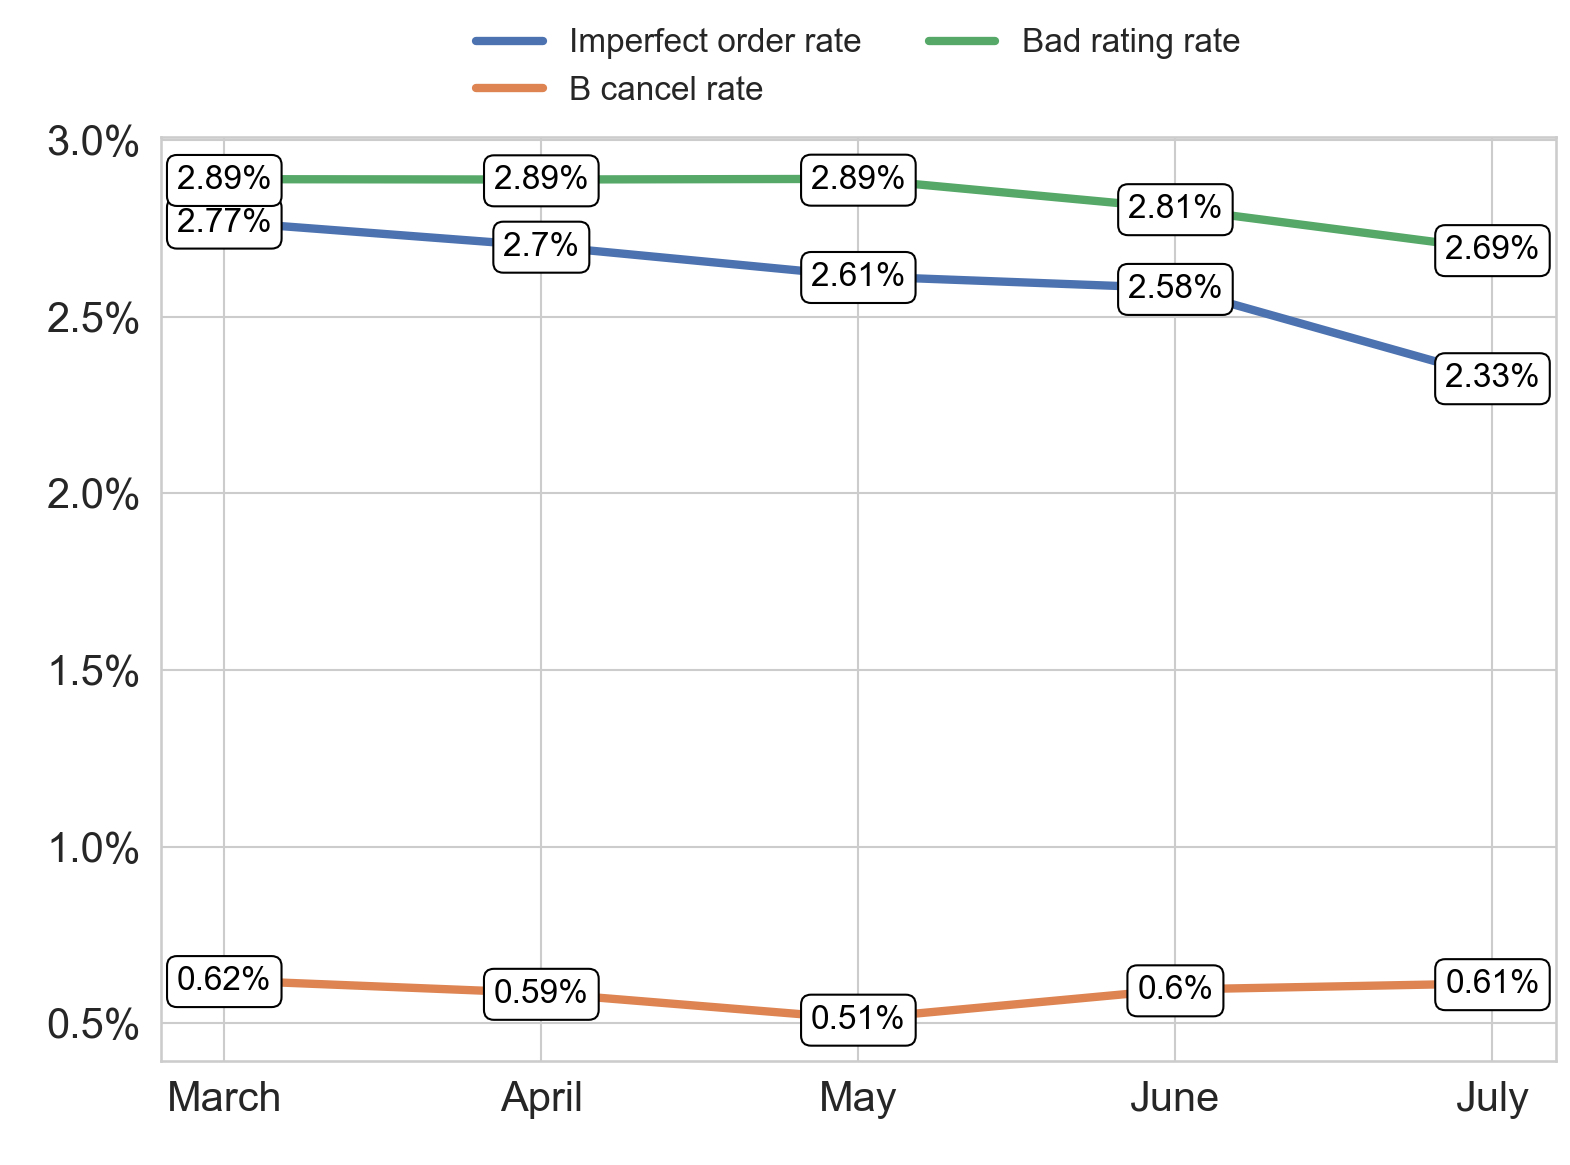 Imperfect order rate Bad rating rate
B cancel rate
3.0%
2.89% 2.89% 2.89% 2.81% 2.69%
2.77% 2.7% 2.61% 2.58% 2.33%
2.5%
2.0%
1.5%
1.0%
0.62% 0.59% 0.51% 0.6% 0.61%
0.5%
March April May June July